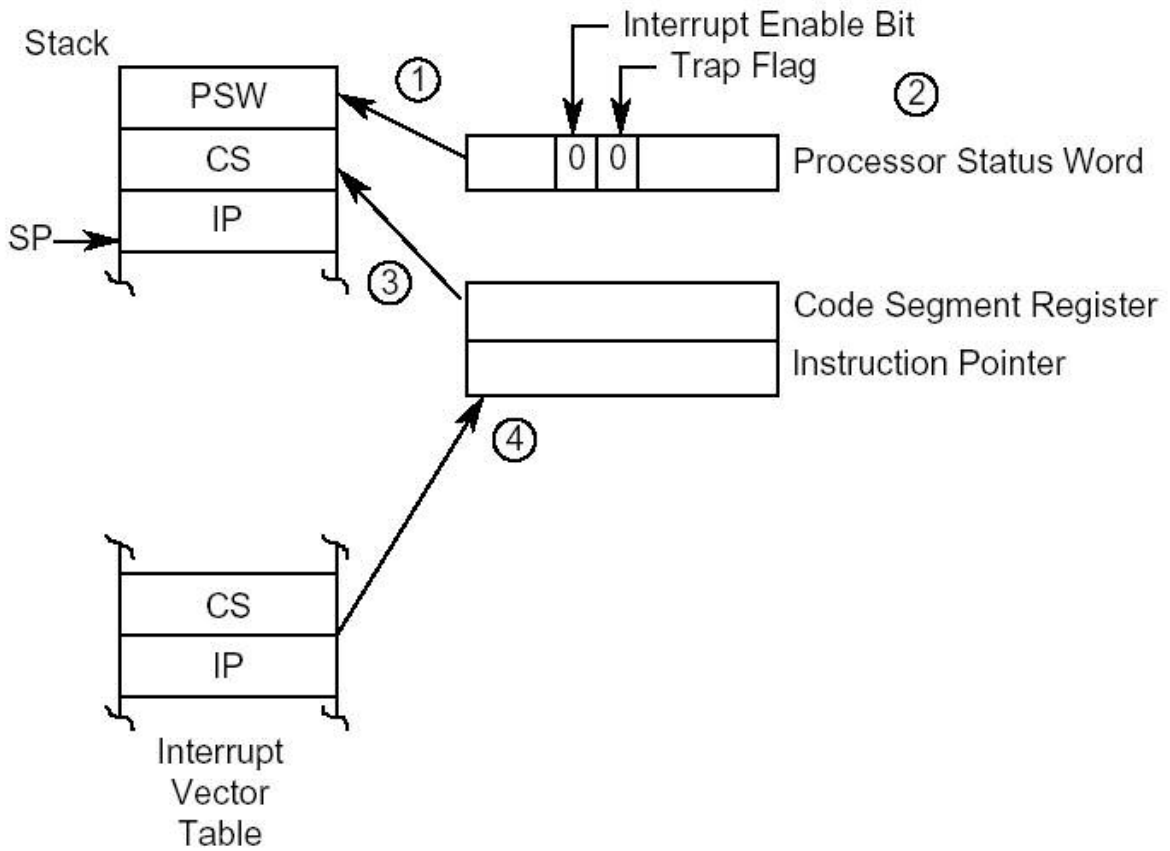 Interrupt Enable Bit
Stack
Trap Flag
1
2
PSW
0 0
Processor Status Word
CS
IP
SP
3
Code Segment Register
Instruction Pointer
4
CS
IP
Interrupt
Vector
Table